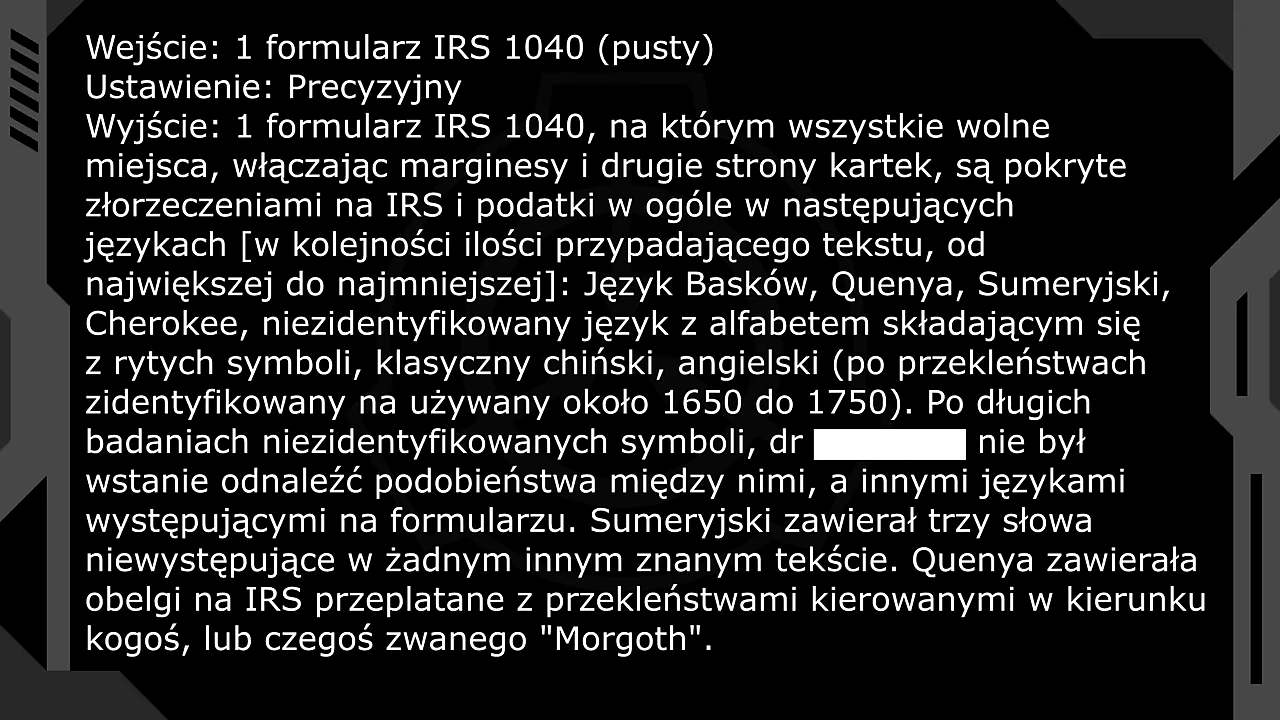 Wejście: 1 formularz IRS 1040 (pusty)
Ustawienie: Precyzyjny
Wyjście: 1 formularz IRS 1040, na którym wszystkie wolne
miejsca, włączając marginesy i drugie strony kartek, są pokryte
złorzeczeniami na IRS i podatki w ogóle w następujących
językach [w kolejności ilości przypadającego tekstu, od
największej do najmniejszej]: Język Basków, Quenya, Sumeryjski,
Cherokee, niezidentyfikowany język z alfabetem składającym się
z rytych symboli, klasyczny chiński, angielski (po przekleństwach
zidentyfikowany na używany około 1650 do 1750). Po długich
badaniach niezidentyfikowanych symboli, dr nie był
wstanie odnaleźć podobieństwa między nimi, a innymi językami
występującymi na formularzu. Sumeryjski zawierał trzy słowa
niewystępujące w żadnym innym znanym tekście. Quenya zawierała
obelgi na IRS przeplatane z przekleństwami kierowanymi w kierunku
kogoś, lub czegoś zwanego "Morgoth".